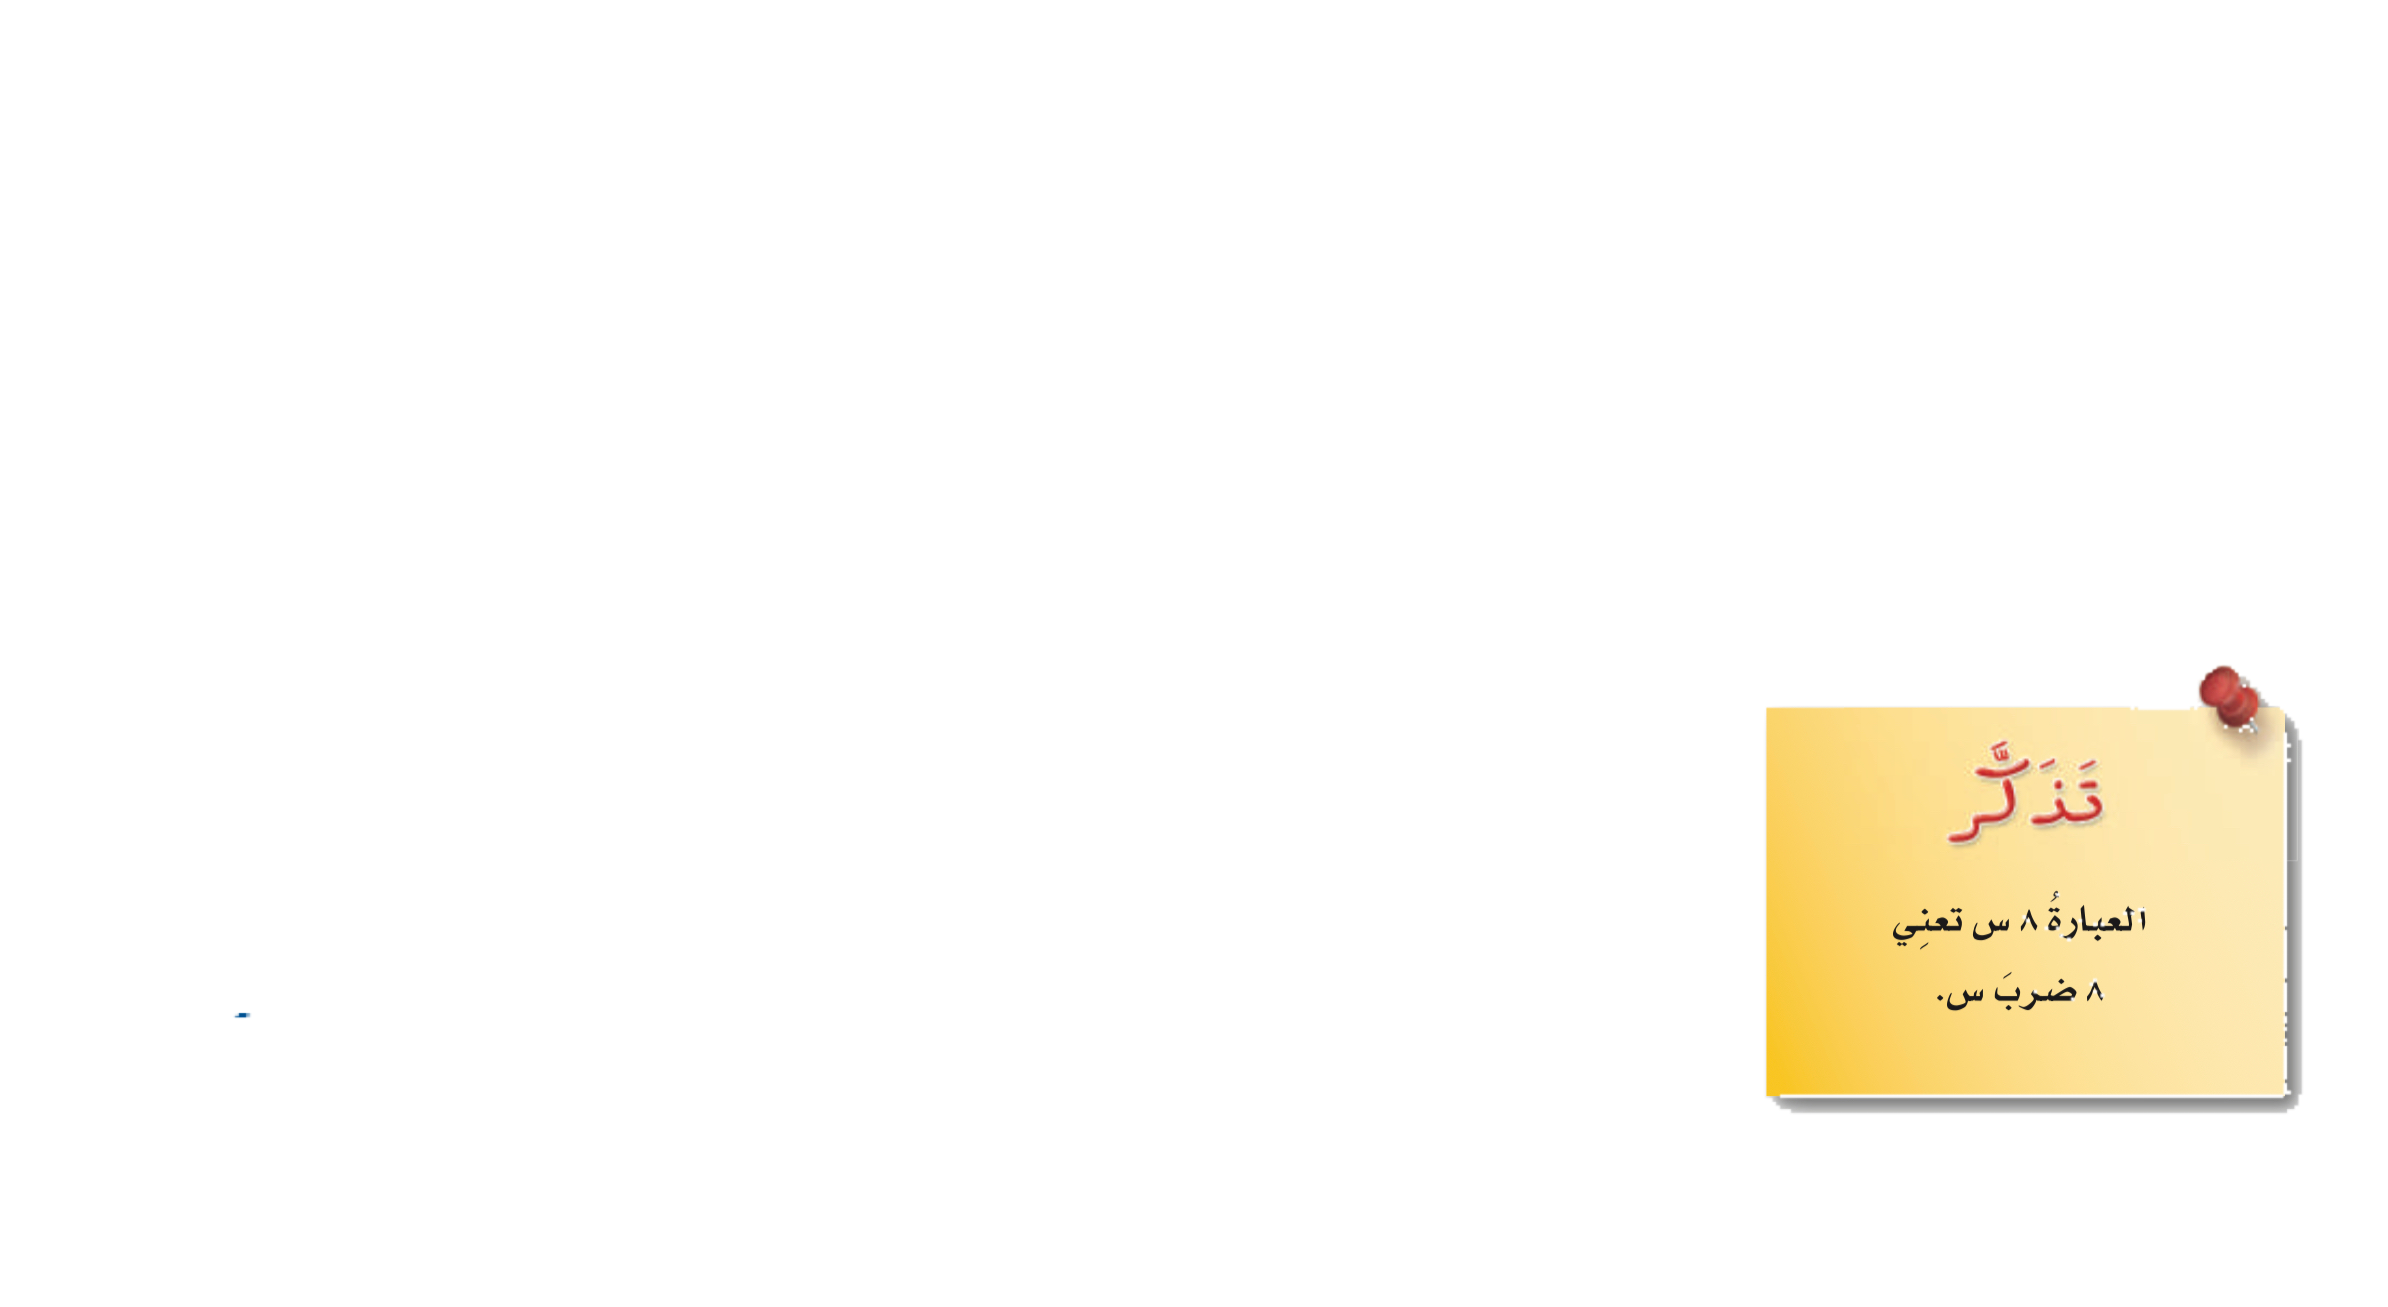 تَذَكَّر
العبارةُ ٨ س تعنِي
٨ ضربَ س.